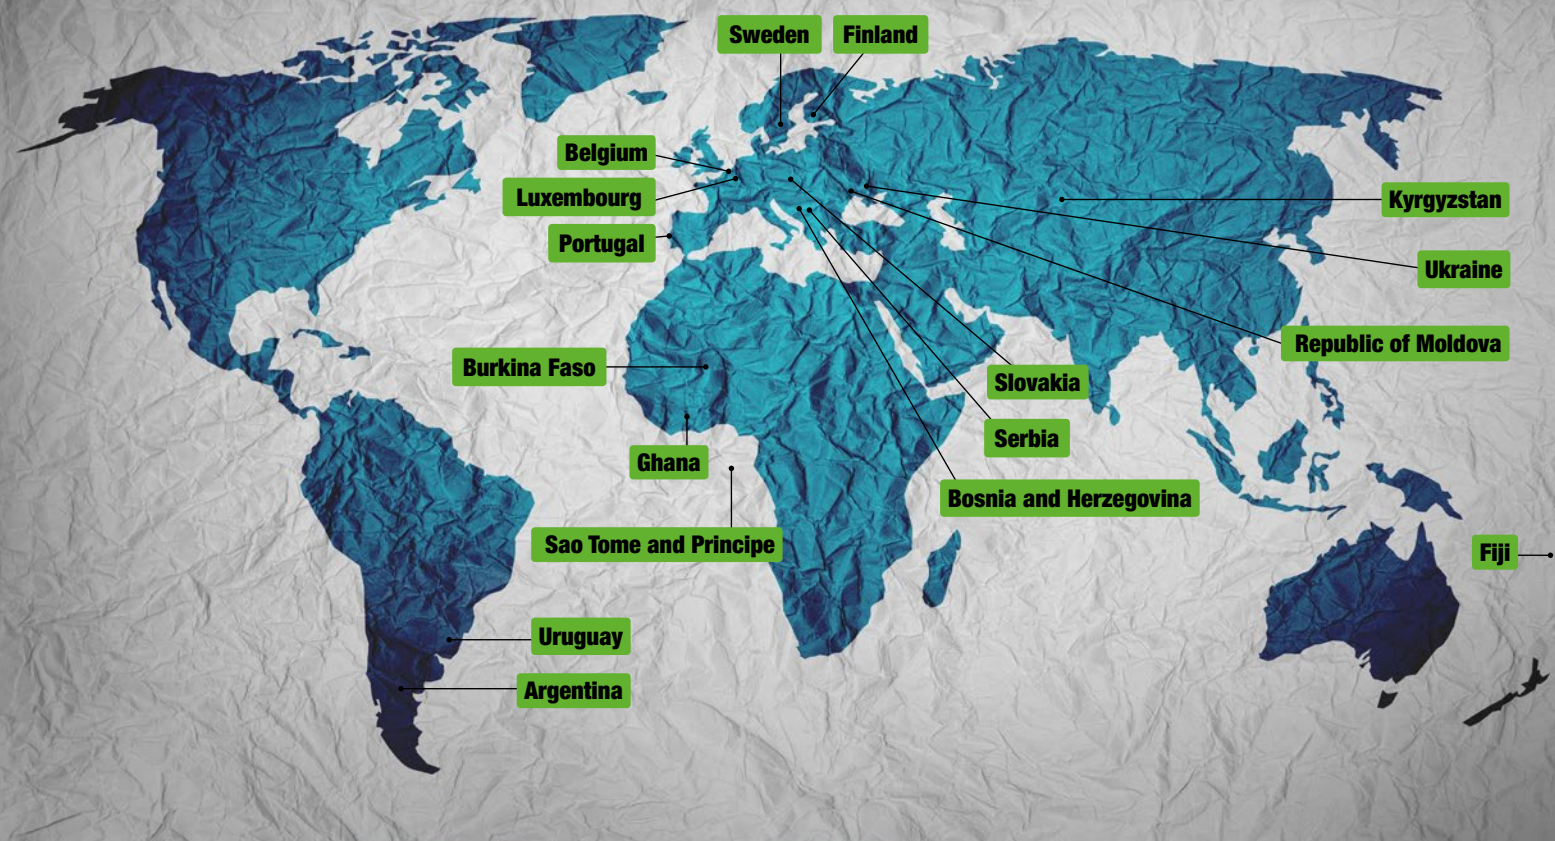 Sweden
Finland
Belgium
Luxembourg
Portugal
Kyrgyzstan
Ukraine
Republic of Moldova
Burkina Faso
Slovakia
Serbia
Ghana
Bosnia and Herzegovina
Sao Tome and Principe
Fiji
Uruguay
Argentina